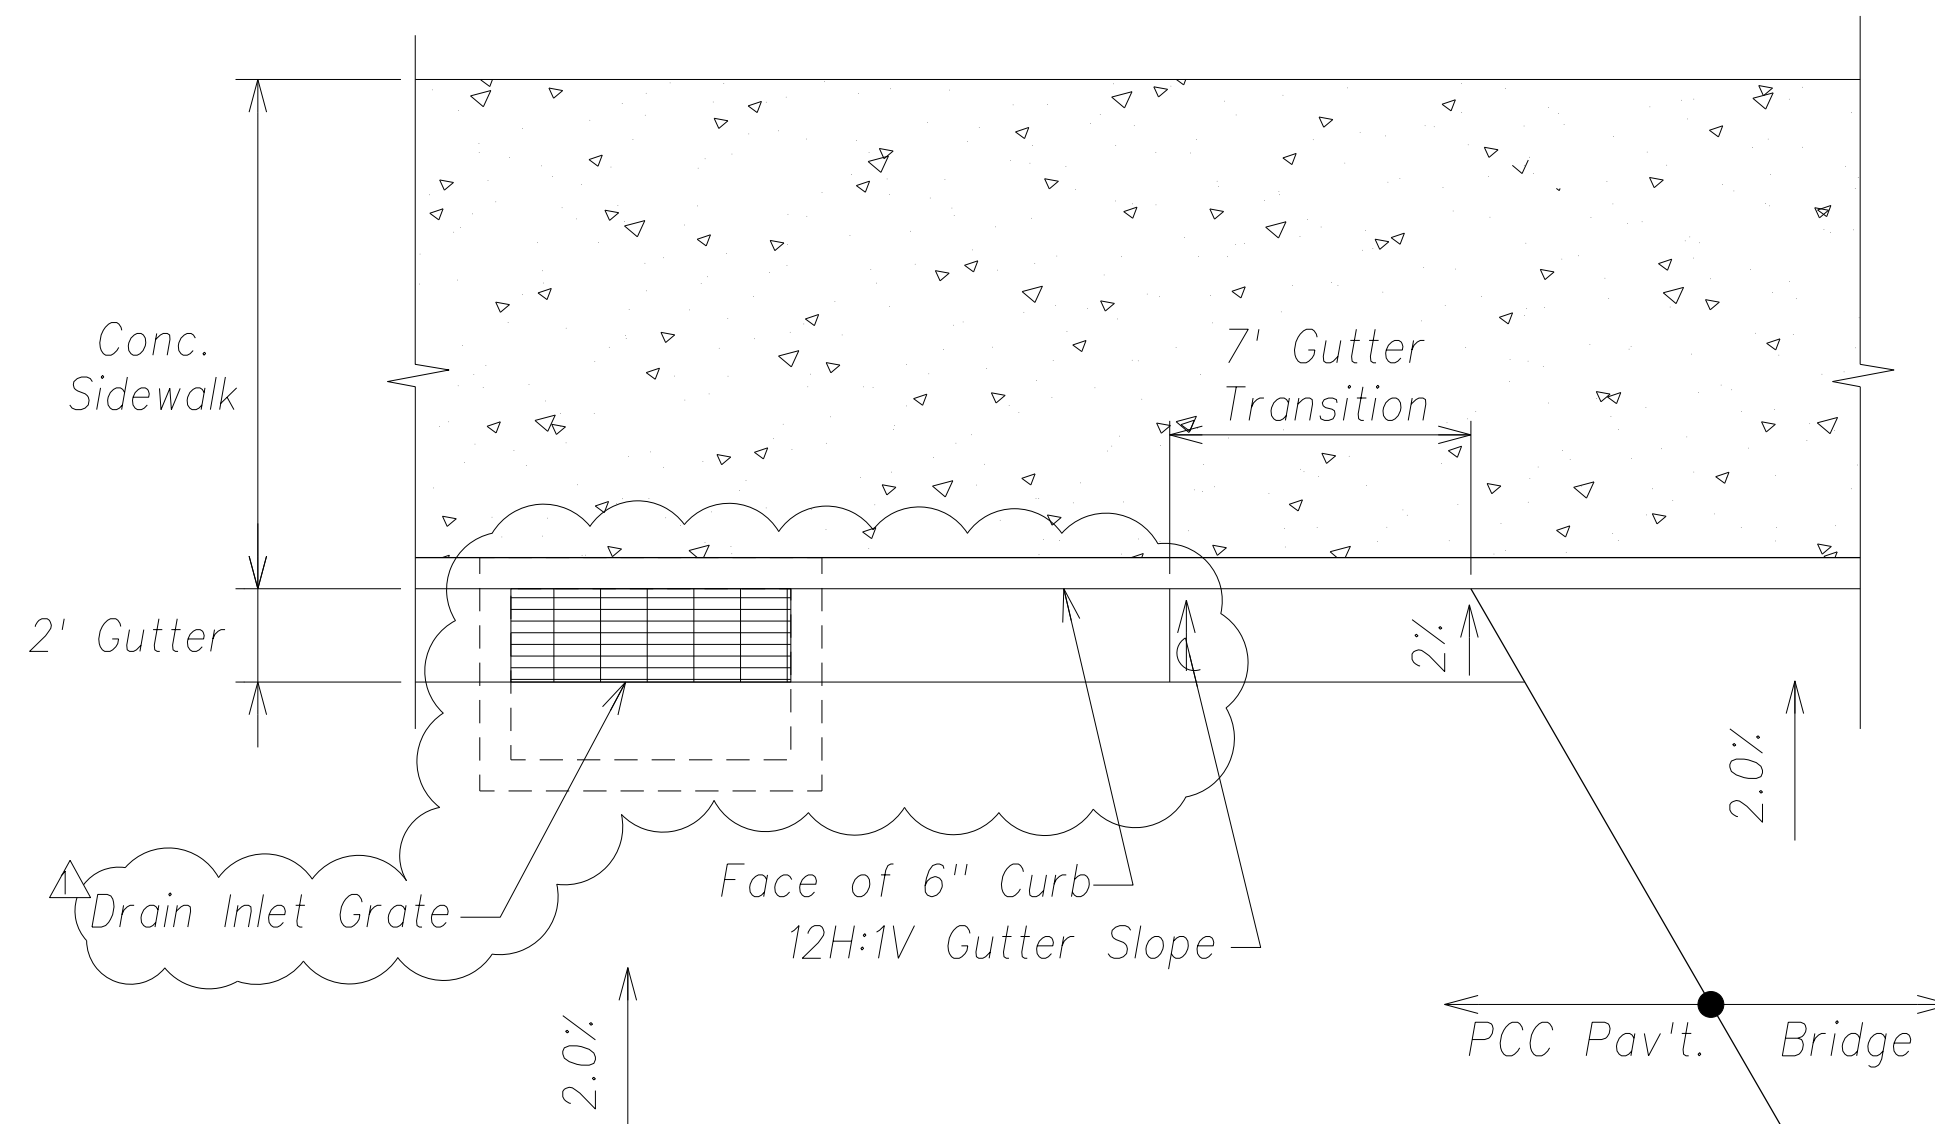 Conc.
Sidewalk
7' Gutter
Transition
2' Gutter
2%
2.0%
1
Drain Inlet Grate
Face of 6" Curb
12H:1V Gutter Slope
2.0%
PCC Pav't.
Bridge